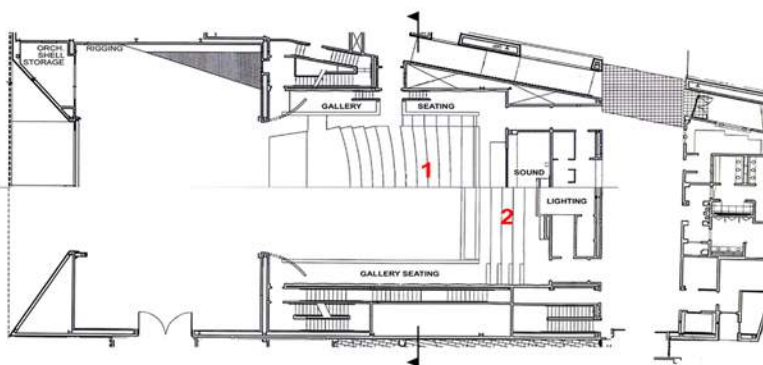 ORCH.
SHELL
STORAGE
RIGGING
GALLERY
SEATING
1
SOUND
LIGHTING
2
GALLERY SEATING